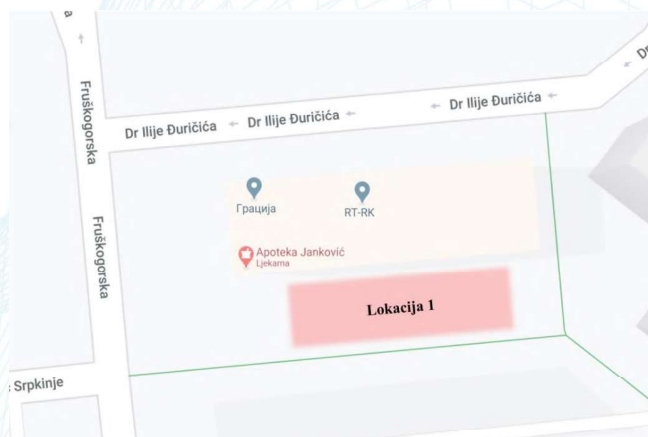 a
Fruškogorska
Dr
Dr Ilije Đuričića
Dr Ilije Đuričića
Dr Ilije Đuričića
Грација
RT-RK
Fruškogorska
Apoteka Janković
Ljekarna
Lokacija 1
Srpkinje